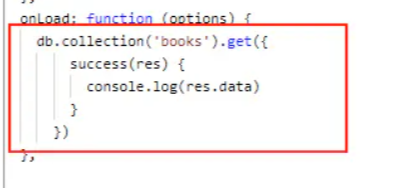 onLoad: function (options) {
db.collection('books').get({
success(res) {
console.log(res.data)
}
})
},